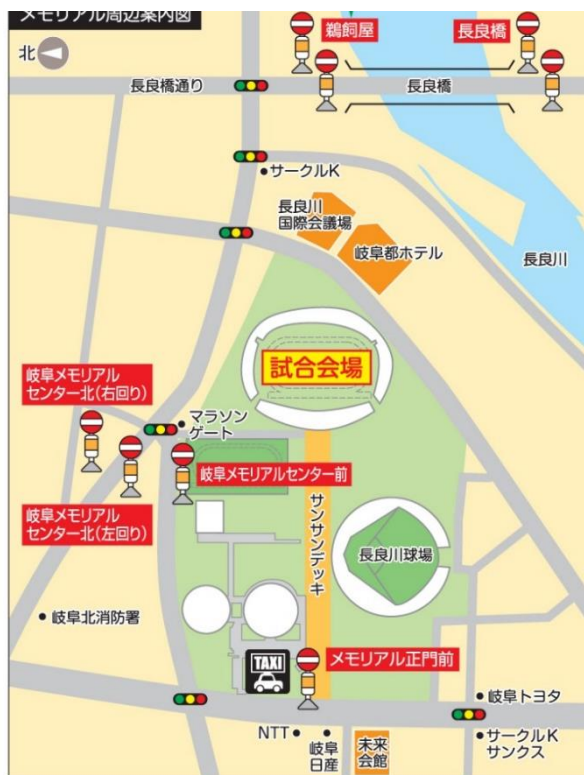 メモリアル周辺案内図
北
鵜飼屋
長良橋
長良橋通り
長良橋
サークルK
長良川
国際会議場
岐阜都ホテル
長良川
試合会場
岐阜メモリアル
センター北(右回り)
マラソン
ゲート
岐阜メモリアルセンター前
岐阜メモリアル
センター北(左回り)
サンサンデッキ
長良川球場
岐阜北消防署
TAXI
メモリアル正門前
岐阜トヨタ
NTT
岐阜
日産
未来
会館
サークルK
サンクス